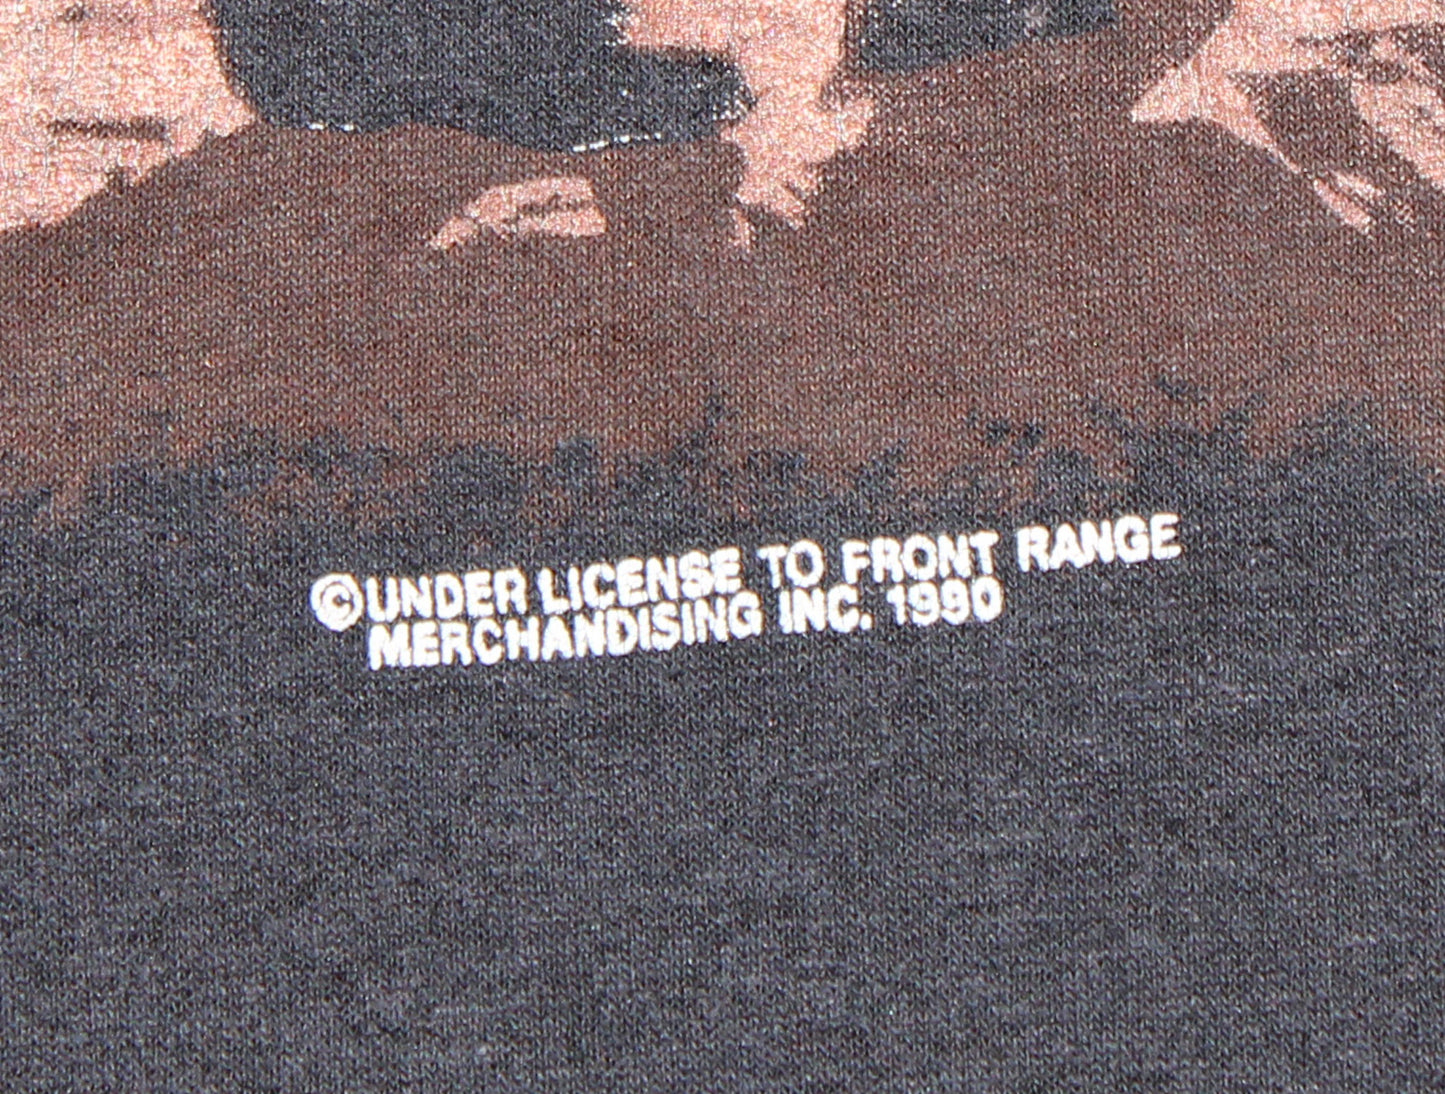 ©UNDER LICENSE TO FRONT RANGE
MERCHANDISING INC. 1990